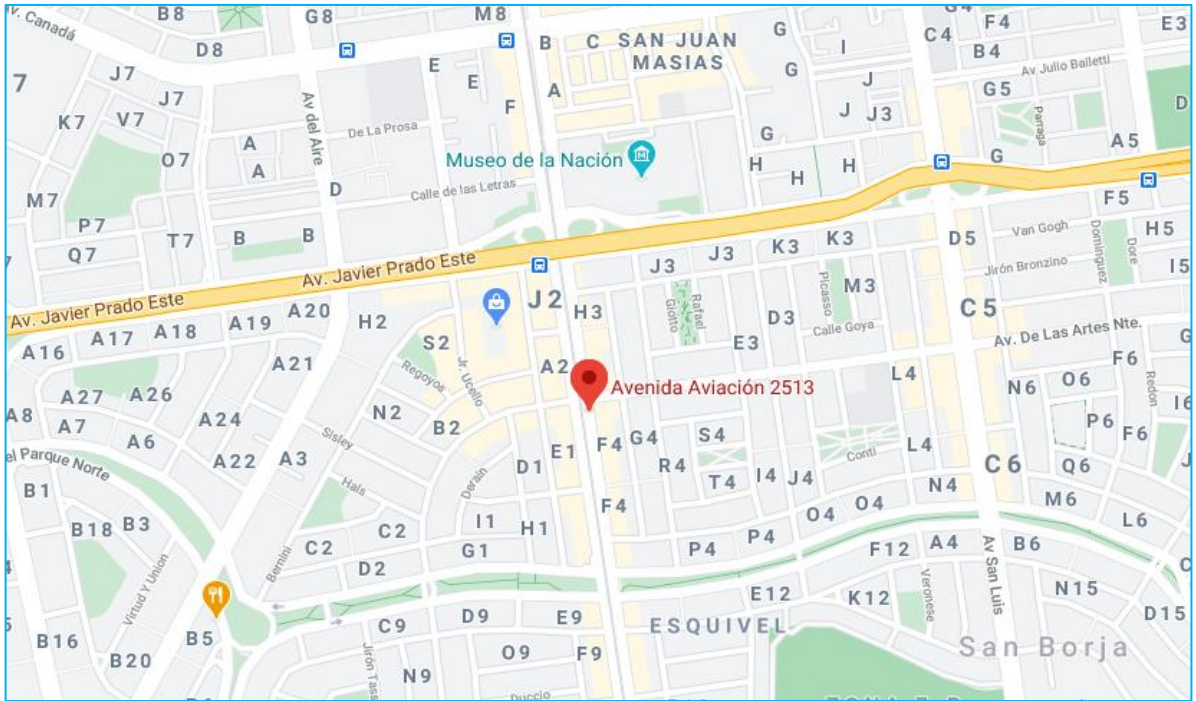 Av. Canadá
B8
G8
M8
B
C
SAN JUAN
MASIAS
G
I
C4
G4
F4
B4
E3
D8
7
J7
J7
V7
K7
E
E
F
A
G
J
J
J3
Av Julio Bailetti
G5
D
Parraga
A5
Av del Aire
De La Prosa
A
A
O7
Museo de la Nación
G
H
H
H
G
M7
D
Calle de las Letras
F5
P7
Q7
T7
B
B
Av. Javier Prado Este
Av. Javier Prado Este
J3
J3
K3
K3
D5
Van Gogh
H5
Dominguez
Dore
Jirón Bronzino
I5
J2
H3
Giotto
Rafael
Picasso
M3
D3
Calle Goya
C5
Av. De Las Artes Nte.
G
A16
A17
A18
A19
A20
H2
S2
Regoyos
Jr. Ucello
A2
E3
F6
A21
Avenida Aviación 2513
L4
N6
O6
Redon
A27
A26
A8
A7
A6
A24
A22
A3
Sisley
N2
B2
E1
F4
G4
S4
R4
T4
I4
J4
Conti
L4
P6
F6
I6
J
el Parque Norte
B1
B18
B3
Hals
Derain
D1
F4
C6
Q6
N4
M6
L6
C2
C2
I1
H1
G1
D2
Bernini
O4
O4
P4
P4
F12
A4
Av San Luis
B6
C
Virtud Y Unión
E12
K12
Veronese
N15
D15
B16
B20
B5
C9
D9
E9
ESQUIVEL
San Borja
Jirón Tass
N9
O9
F9
Duccio